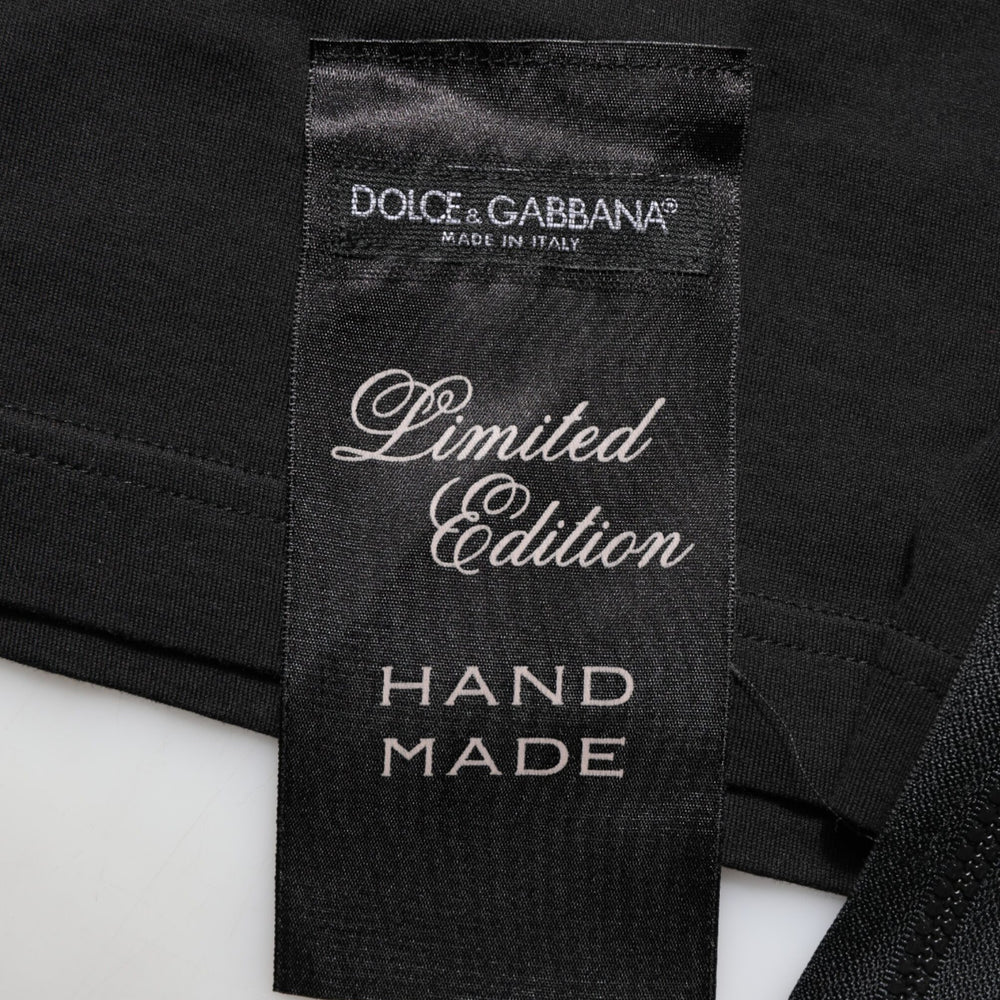 DOLCE & GABBANA®
MADE IN ITALY
Limited
Edition
HAND
MADE